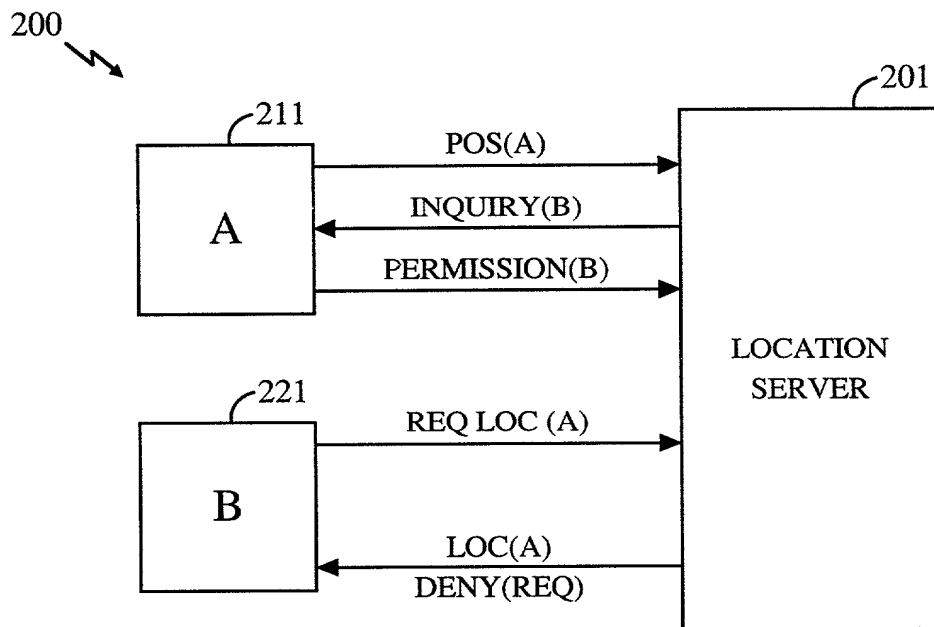 200
211
201
POS(A)
INQUIRY(B)
A
PERMISSION(B)
LOCATION
SERVER
221
REQ LOC (A)
B
LOC(A)
DENY(REQ)